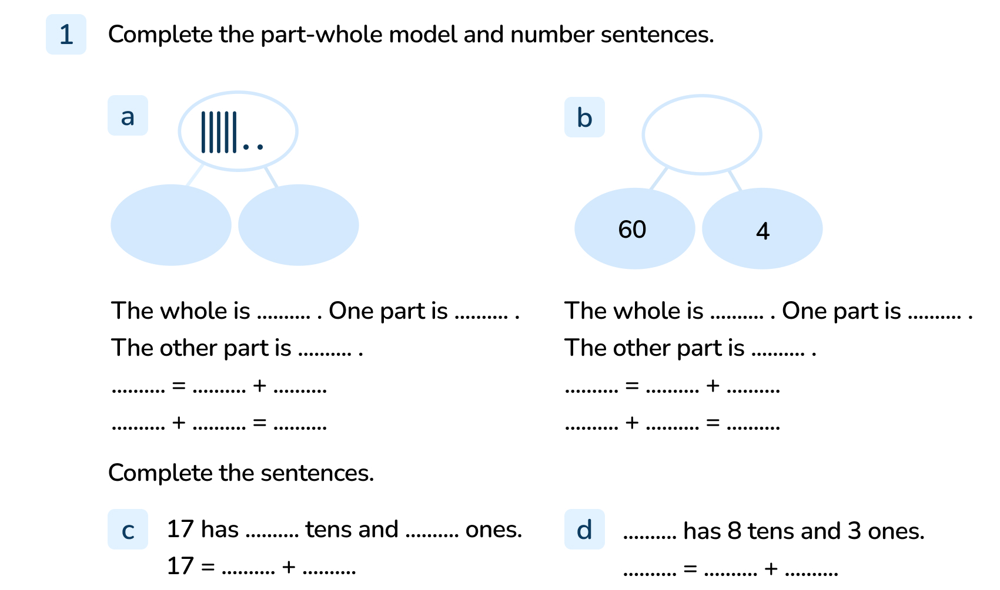 1 Complete the part-whole model and number sentences.
a
b
60
4
The whole is .......... . One part is .......... .
The other part is .......... .
.......... = .......... + ..........
.......... + .......... = ..........
The whole is .......... . One part is .......... .
The other part is .......... .
.......... = .......... + ..........
.......... + .......... = ..........
Complete the sentences.
c 17 has .......... tens and .......... ones.
17 = .......... + ..........
d .......... has 8 tens and 3 ones.
.......... = .......... + ..........